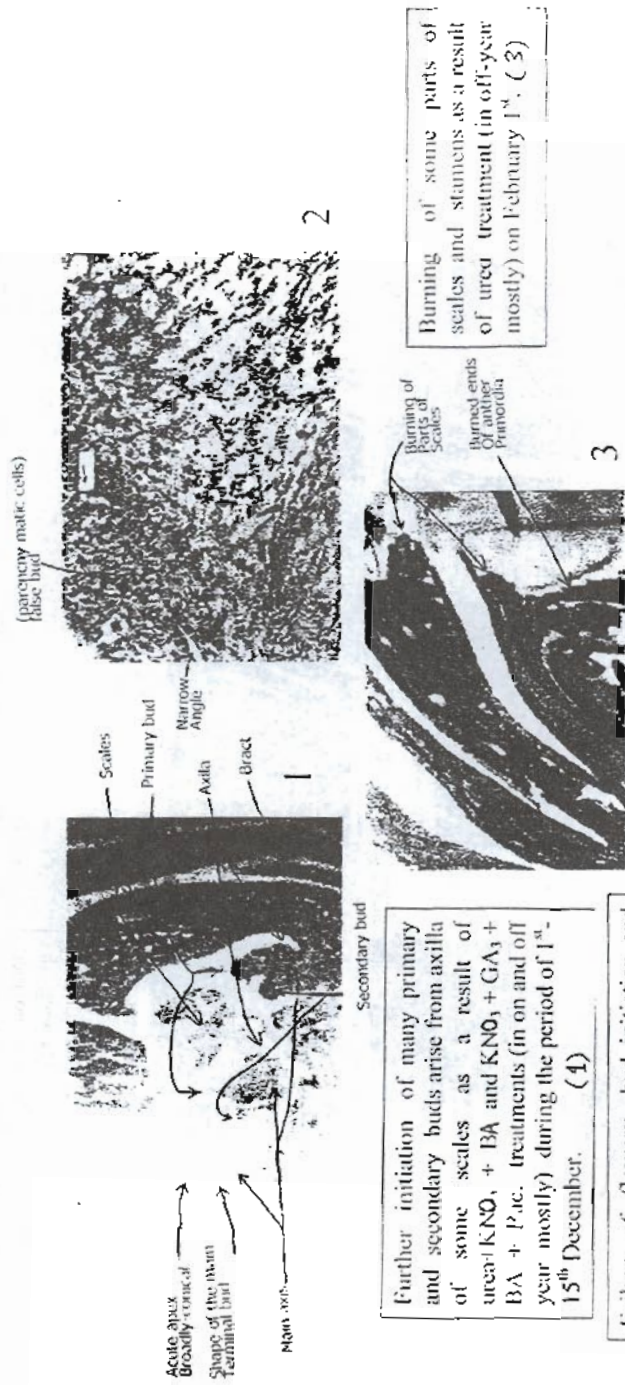 (parencny matic cells)
false bud
2
Narrow
Angle
Scales
Primary bud
Axilla
Bract
1
Secondary bud
Acute apex
Broadly-conical
Shape of the main
Terminal bud
Main axis
Burning of
Parts of
Scales
Burned ends
Of anther
Primordia
3
Burning of some parts of
scales and stamens as a result
of ured treatment (in off-year
mostly) on February 1st. (3)
Further initiation of many primary
and secondary buds arise from axilla
of some scales as a result of
urea+KNO3 + BA and KNO3 + GA3 +
BA + P.ac. treatments (in on and off
year mostly) during the period of 1st-
15th December. (1)